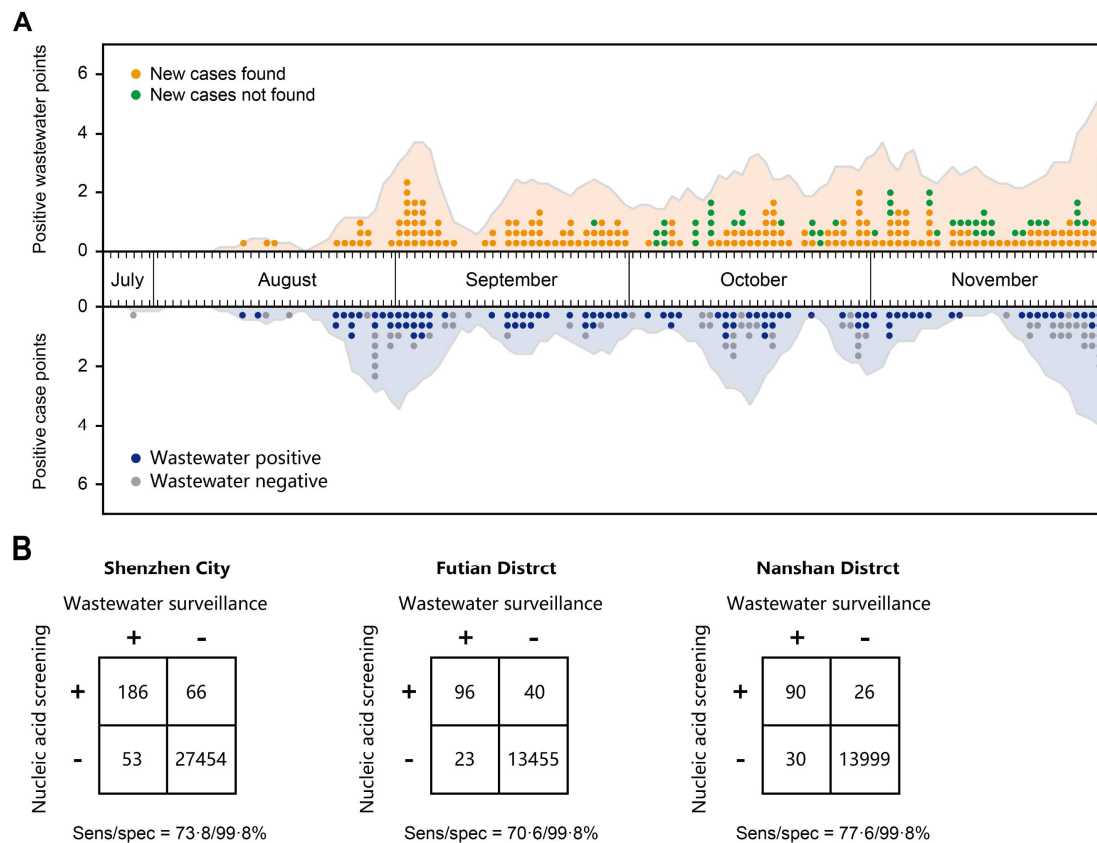 A
Positive wastewater points
6
4
2
0
New cases found
New cases not found
July August September October November
Positive case points
0
2
4
6
Wastewater positive
Wastewater negative
B
Shenzhen City
Wastewater surveillance
+ -
Nucleic acid screening
+ 186 66
- 53 27454
Sens/spec = 73·8/99·8%
Futian Distrct
Wastewater surveillance
+ -
Nucleic acid screening
+ 96 40
- 23 13455
Sens/spec = 70·6/99·8%
Nanshan Distrct
Wastewater surveillance
+ -
Nucleic acid screening
+ 90 26
- 30 13999
Sens/spec = 77·6/99·8%